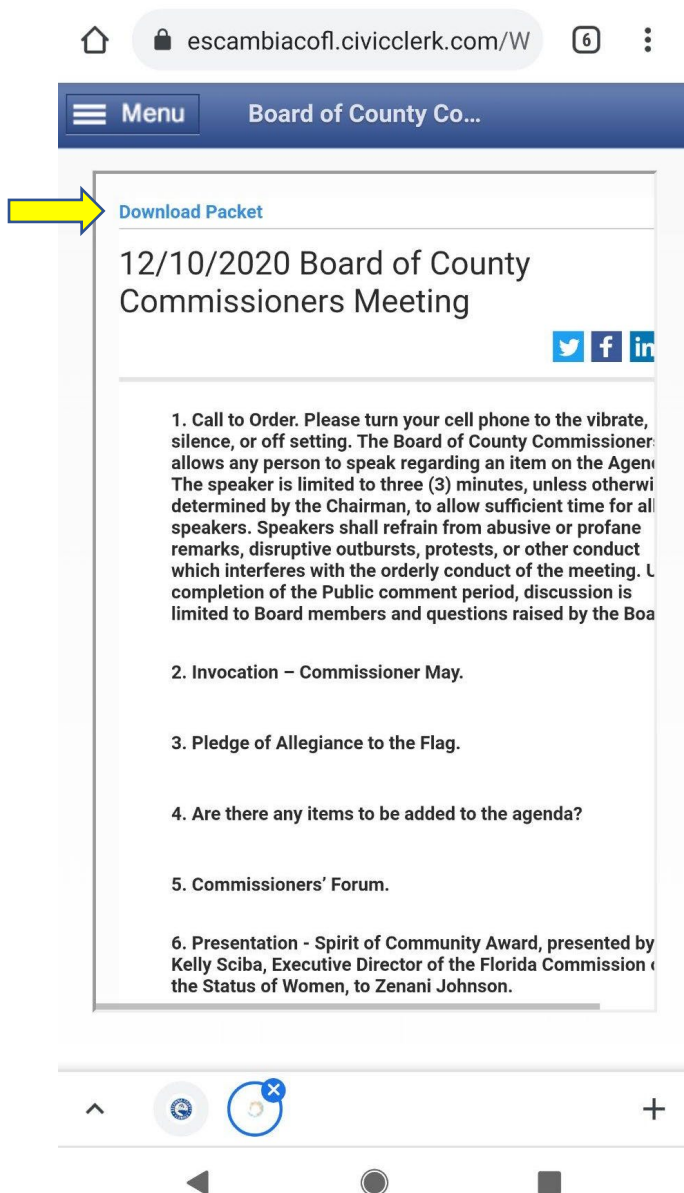 escambiacofl.civicclerk.com/W 6
Menu Board of County Co...
Download Packet
12/10/2020 Board of County
Commissioners Meeting
f in
1. Call to Order. Please turn your cell phone to the vibrate,
silence, or off setting. The Board of County Commissioner
allows any person to speak regarding an item on the
The speaker is limited to three (3) minutes, unless
determined by the Chairman, to allow sufficient time for all
speakers. Speakers shall refrain from abusive or profane
remarks, disruptive outbursts, protests, or other conduct
which interferes with the orderly conduct of the meeting.
completion of the Public comment period, discussion is
limited to Board members and questions raised by the
2. Invocation – Commissioner May.
3. Pledge of Allegiance to the Flag.
4. Are there any items to be added to the agenda?
5. Commissioners’ Forum.
6. Presentation - Spirit of Community Award, presented by
Kelly Sciba, Executive Director of the Florida Commission
the Status of Women, to Zenani Johnson.